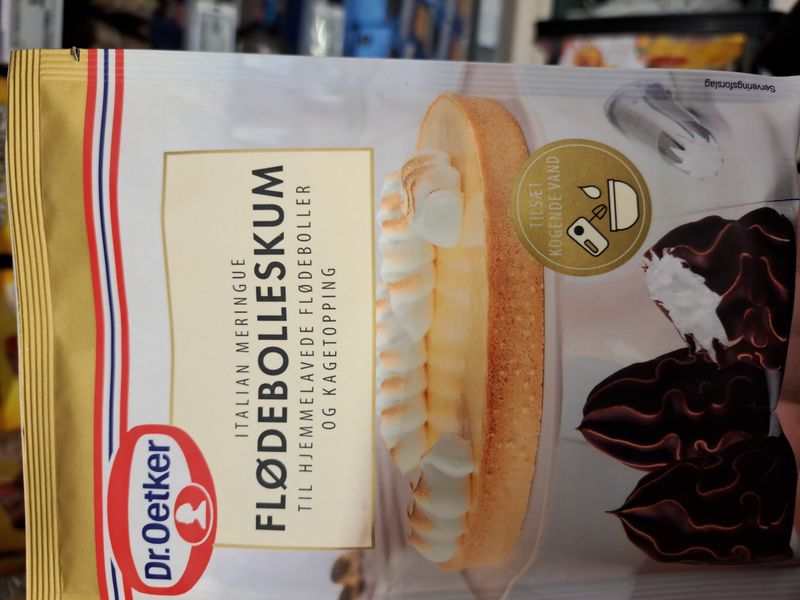 Dr.Oetker
ITALIAN MERINGUE
FLØDEBOLLESKUM
TIL HJEMMELAVEDE FLØDEBOLLER
OG KAGETOPPING
TILSÆT
KOGENDE VAND
Serveringsforslag